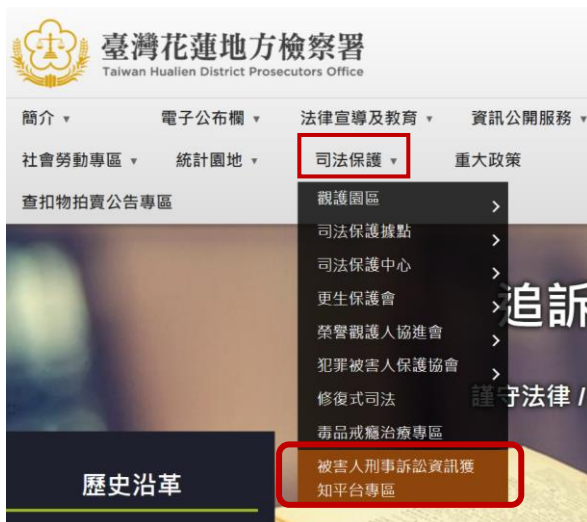 臺灣花蓮地方檢察署
Taiwan Hualien District Prosecutors Office
簡介 電子公布欄 法律宣導及教育 資訊公開服務
社會勞動專區 統計園地 司法保護 重大政策
查扣物拍賣公告專區
觀護園區
司法保護據點
司法保護中心
更生保護會
榮譽觀護人協進會
犯罪被害人保護協會
修復式司法
毒品戒癮治療專區
被害人刑事訴訟資訊獲
知平台專區
追訴
謹守法律 /
歷史沿革